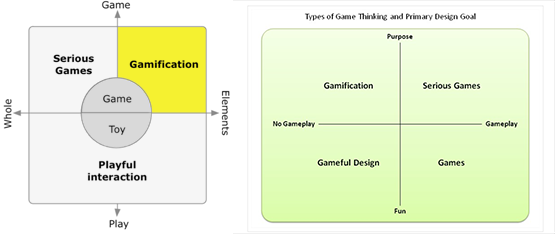 Game
Serious
Games
Gamification
Game
Toy
Whole
Elements
Playful
interaction
Play
Types of Game Thinking and Primary Design Goal
Purpose
Gamification
Serious Games
No Gameplay
Gameplay
Gameful Design
Games
Fun